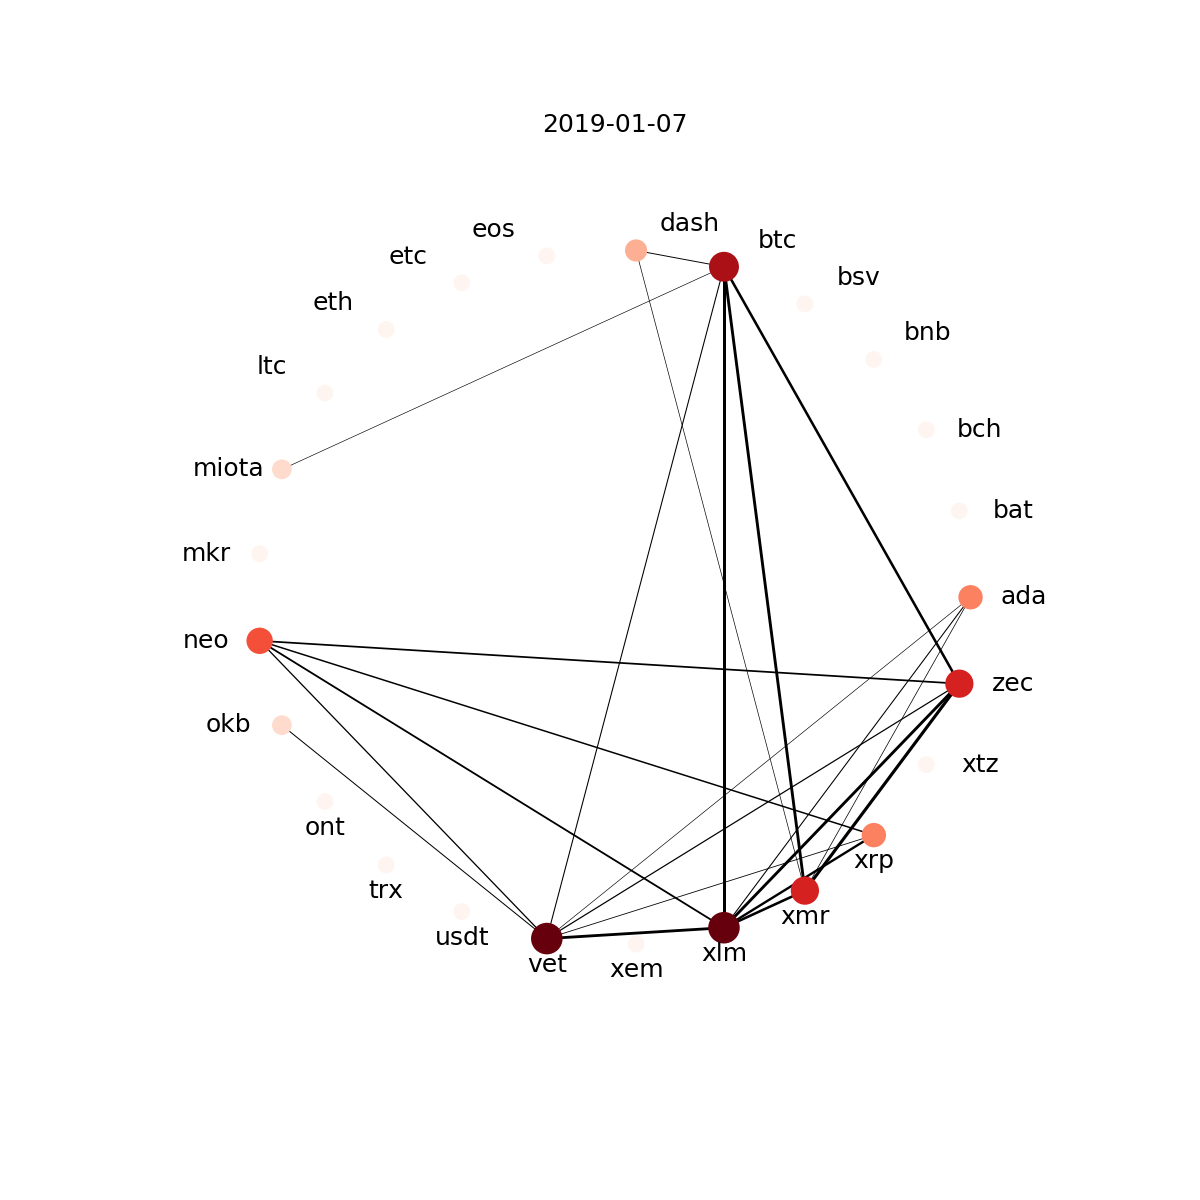 2019-01-07
dash
eos
btc
etc
bsv
eth
bnb
ltc
bch
miota
bat
mkr
ada
neo
zec
okb
xtz
ont
xrp
trx
xmr
usdt
xlm
vet
xem